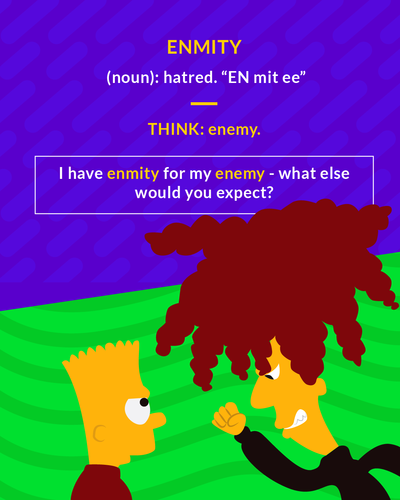 ENMITY
(noun): hatred. “EN mit ee”
THINK: enemy.
I have enmity for my enemy - what else
would you expect?